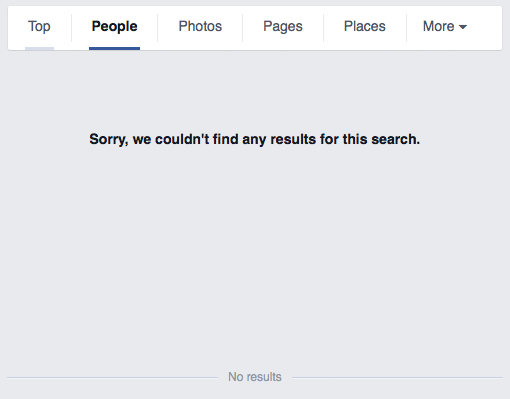 Top People Photos Pages Places More
Sorry, we couldn't find any results for this search.
No results